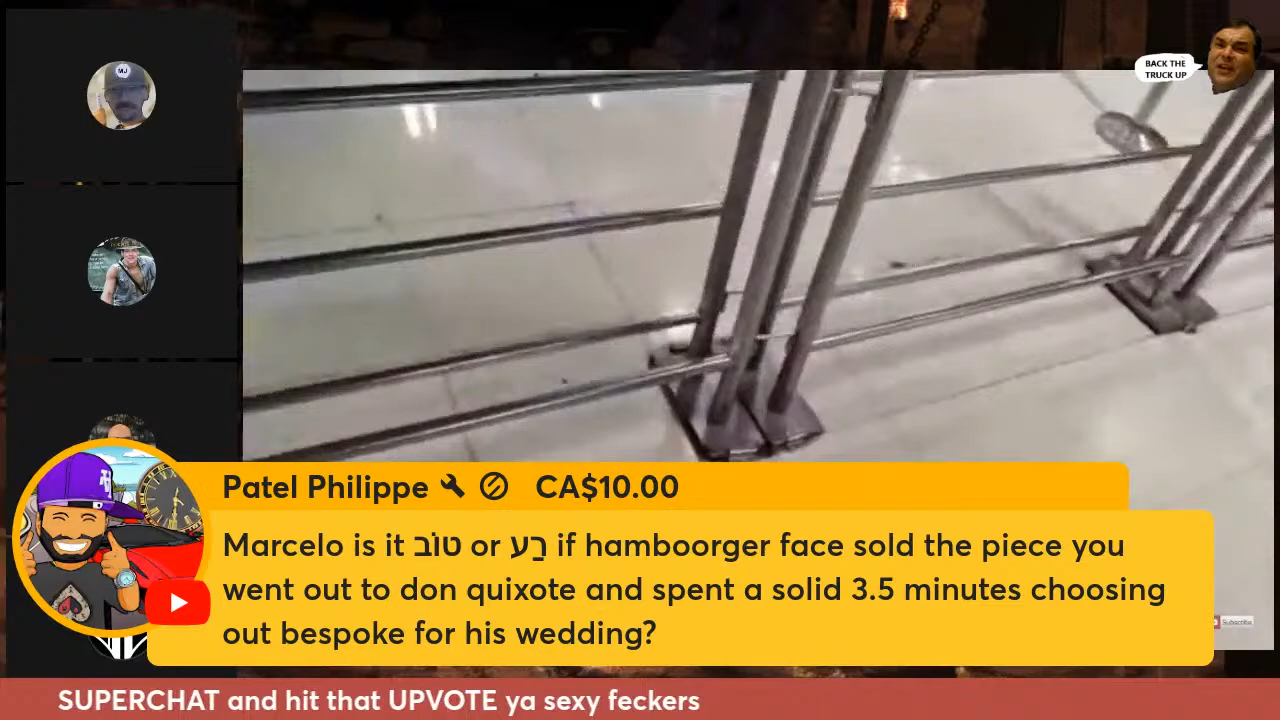 MJ
BACK THE
TRUCK UP
Patel Philippe CA$10.00
Marcelo is it טוֹב or רַע if hamboorger face sold the piece you
went out to don quixote and spent a solid 3.5 minutes choosing
out bespoke for his wedding?
Subscribe
SUPERCHAT and hit that UPVOTE ya sexy feckers